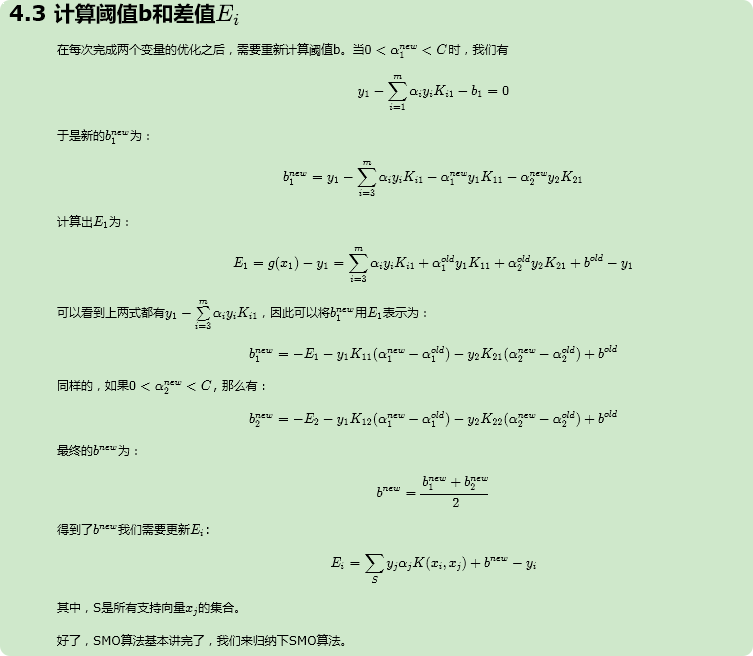 4.3 计算阈值b和差值$E_i$
在每次完成两个变量的优化之后，需要重新计算阈值b。当$0 < \alpha_1^{new} < C$时，我们有
$y_1 - \sum_{i=1}^{m} \alpha_i y_i K_{i1} - b_1 = 0$
于是新的$b_1^{new}$为：
$b_1^{new} = y_1 - \sum_{i=3}^{m} \alpha_i y_i K_{i1} - \alpha_1^{new} y_1 K_{11} - \alpha_2^{new} y_2 K_{21}$
计算出$E_1$为：
$E_1 = g(x_1) - y_1 = \sum_{i=3}^{m} \alpha_i y_i K_{i1} + \alpha_1^{old} y_1 K_{11} + \alpha_2^{old} y_2 K_{21} + b^{old} - y_1$
可以看到上两式都有$y_1 - \sum_{i=3}^{m} \alpha_i y_i K_{i1}$，因此可以将$b_1^{new}$用$E_1$表示为：
$b_1^{new} = -E_1 - y_1 K_{11}(\alpha_1^{new} - \alpha_1^{old}) - y_2 K_{21}(\alpha_2^{new} - \alpha_2^{old}) + b^{old}$
同样的，如果$0 < \alpha_2^{new} < C$, 那么有：
$b_2^{new} = -E_2 - y_1 K_{12}(\alpha_1^{new} - \alpha_1^{old}) - y_2 K_{22}(\alpha_2^{new} - \alpha_2^{old}) + b^{old}$
最终的$b^{new}$为：
$b^{new} = \frac{b_1^{new} + b_2^{new}}{2}$
得到了$b^{new}$我们需要更新$E_i$:
$E_i = \sum_{S} y_j \alpha_j K(x_i, x_j) + b^{new} - y_i$
其中，S是所有支持向量$x_j$的集合。
好了，SMO算法基本讲完了，我们来归纳下SMO算法。